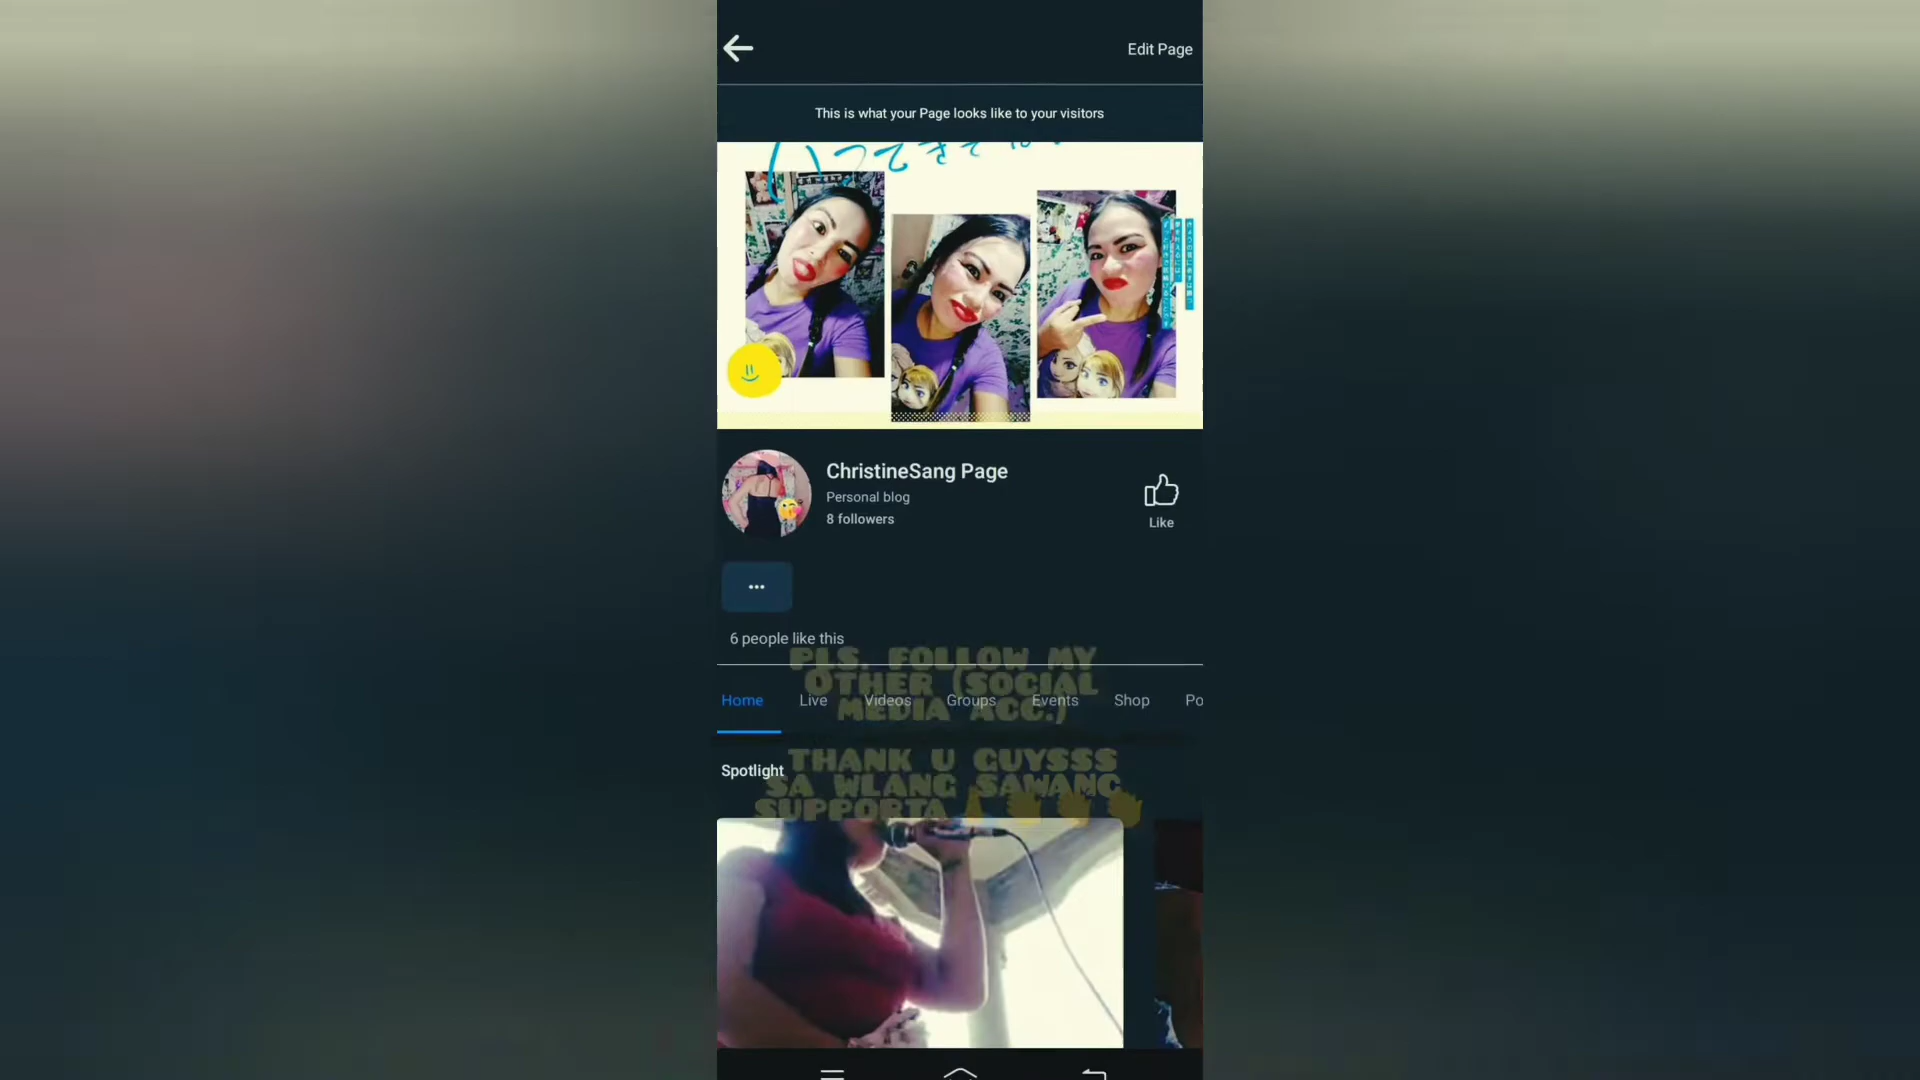 Edit Page
This is what your Page looks like to your visitors
ChristineSang Page
Personal blog
8 followers
Like
6 people like this
PLS. FOLLOW MY
OTHER (SOCIAL
MEDIA ACC.)
Home Live Videos Groups Events Shop Po
THANK U GUYSSS
SA WLANG SAWANG
SUPPORTA
Spotlight